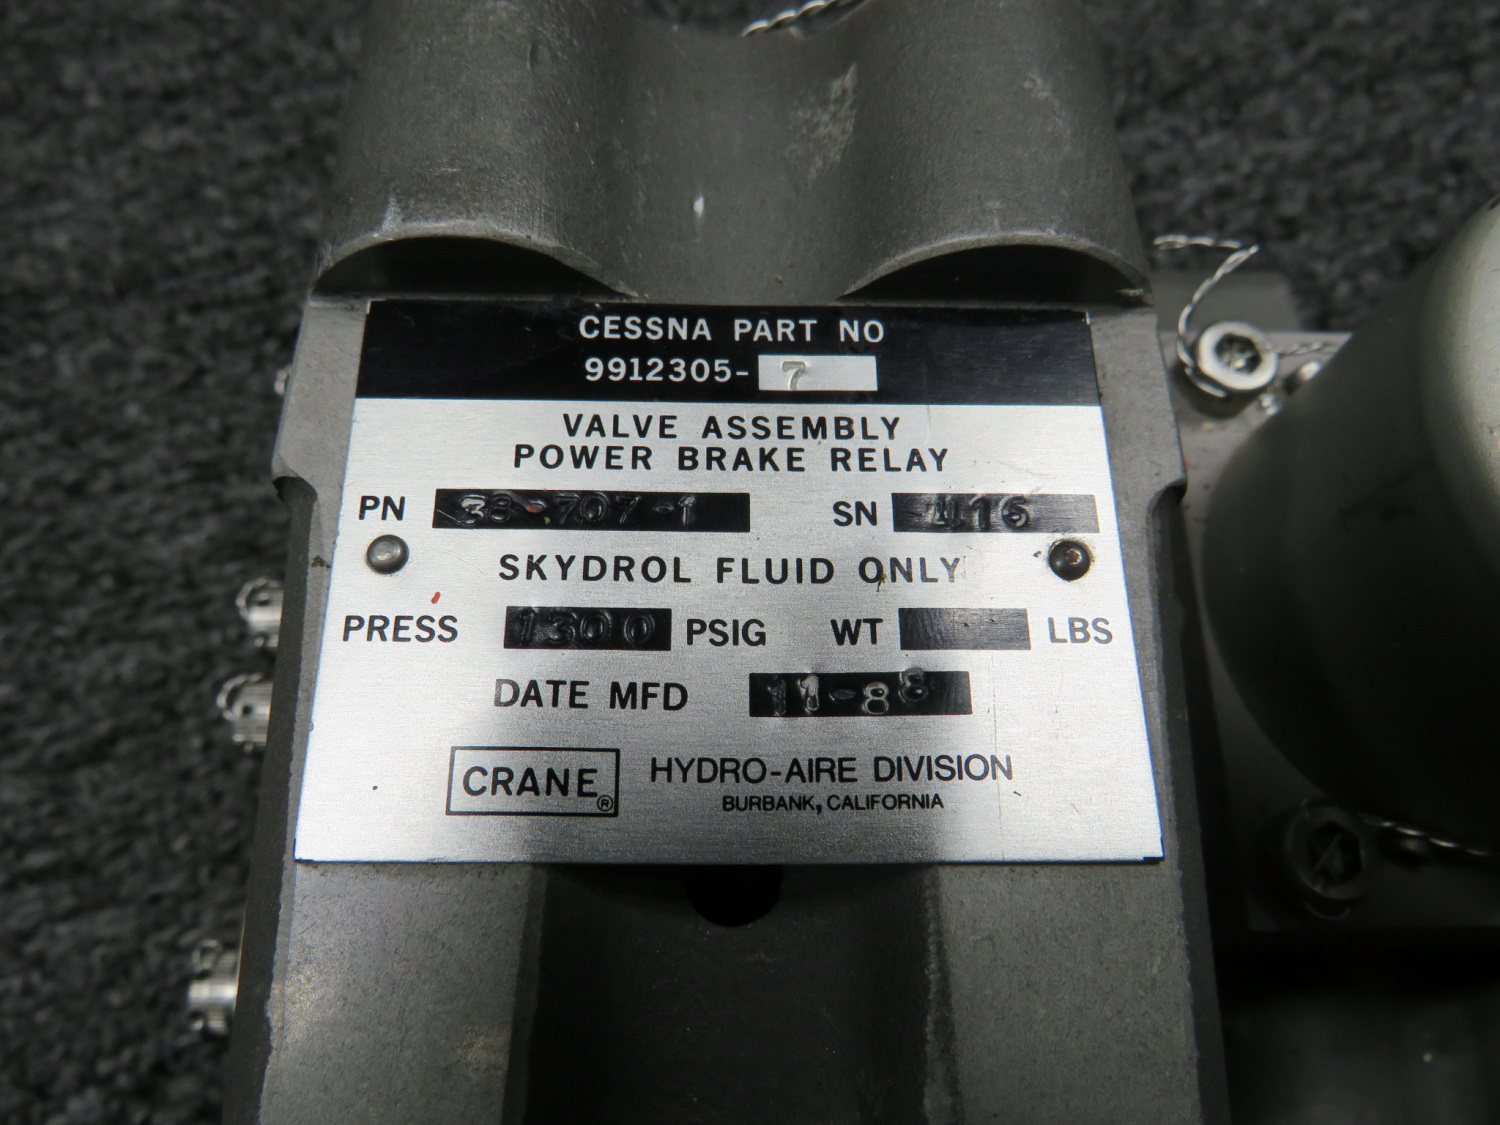 CESSNA PART NO
9912305-7
VALVE ASSEMBLY
POWER BRAKE RELAY
PN 38-707-1 SN 416
SKYDROL FLUID ONLY
PRESS 1300 PSIG WT LBS
DATE MFD 11-88
CRANE® HYDRO-AIRE DIVISION
BURBANK, CALIFORNIA